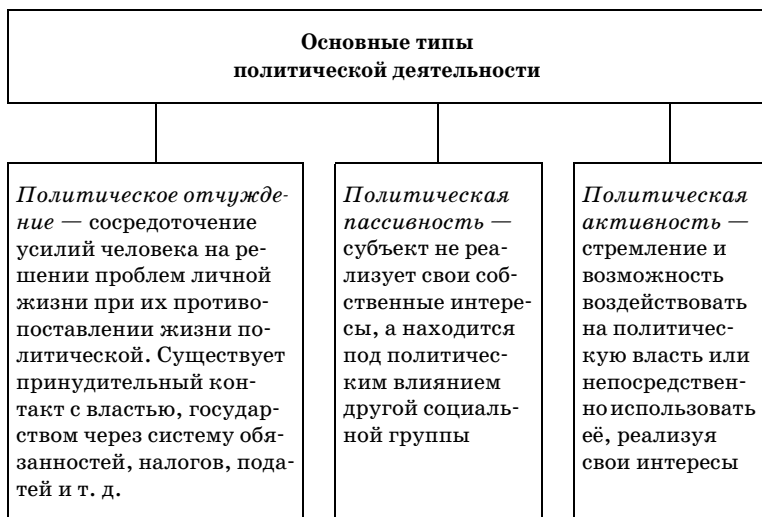 Основные типы
политической деятельности
Политическое отчужде-
ние — сосредоточение
усилий человека на ре-
шении проблем личной
жизни при их противо-
поставлении жизни по-
литической. Существует
принудительный кон-
такт с властью, государ-
ством через систему обя-
занностей, налогов, пода-
тей и т. д.
Политическая
пассивность —
субъект не реа-
лизует свои соб-
ственные интере-
сы, а находится
под политичес-
ким влиянием
другой социаль-
ной группы
Политическая
активность —
стремление и
возможность
воздействовать
на политичес-
кую власть или
непосредствен-
но использовать
её, реализуя
свои интересы